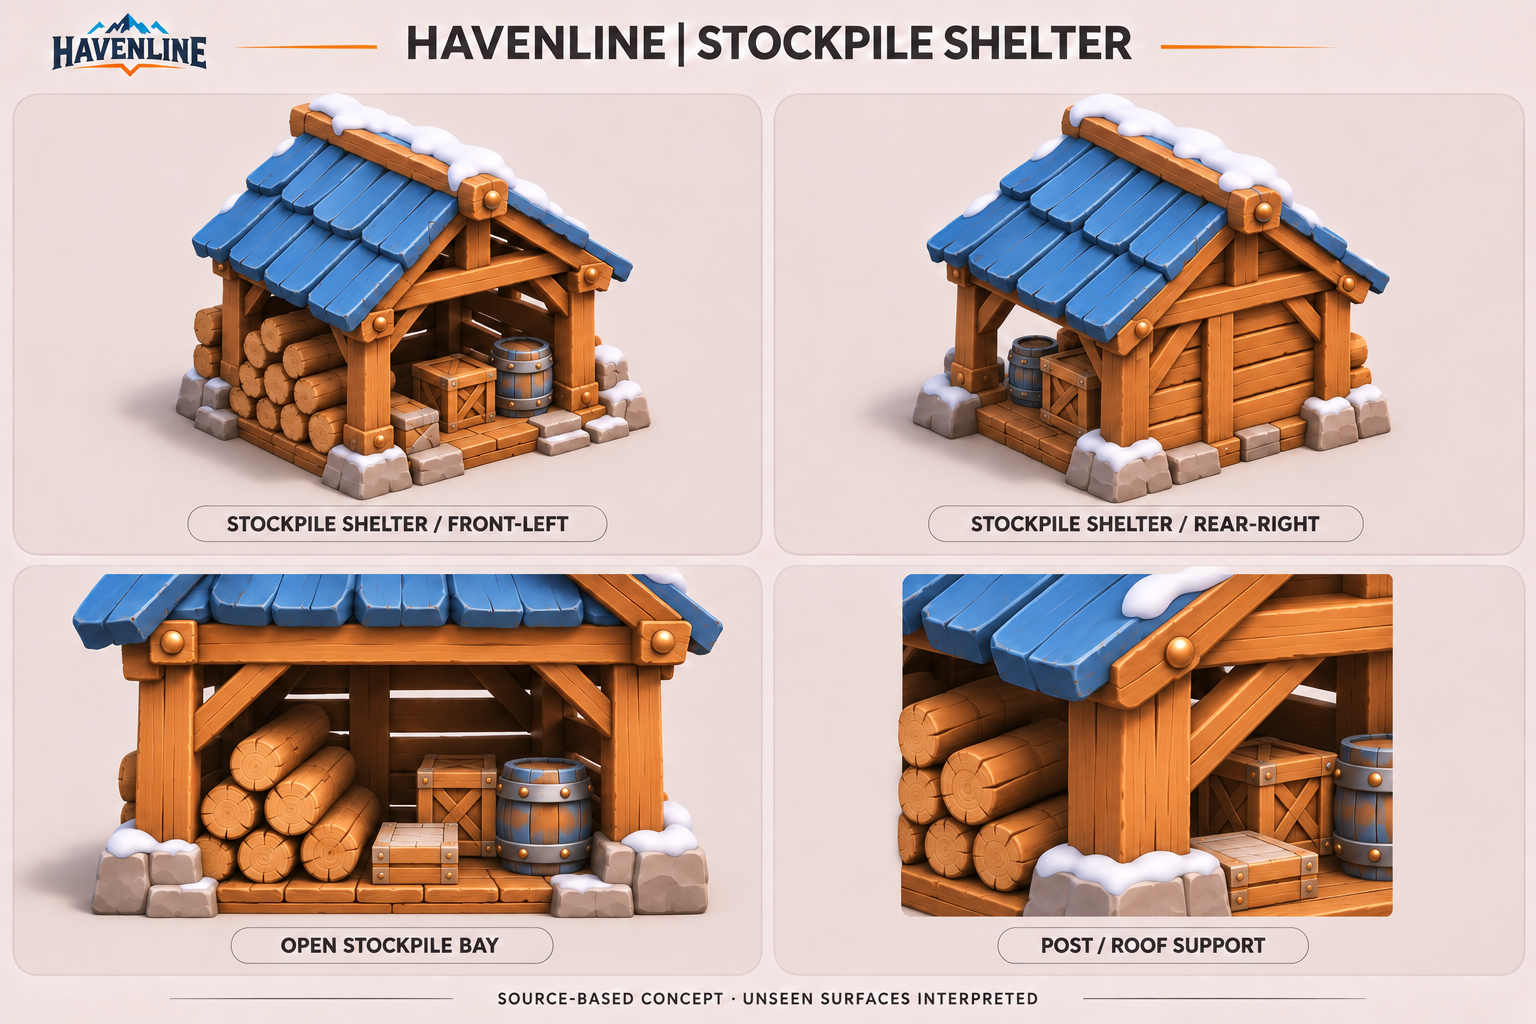 HAVENLINE
HAVENLINE | STOCKPILE SHELTER
STOCKPILE SHELTER / FRONT-LEFT
STOCKPILE SHELTER / REAR-RIGHT
OPEN STOCKPILE BAY
POST / ROOF SUPPORT
SOURCE-BASED CONCEPT · UNSEEN SURFACES INTERPRETED